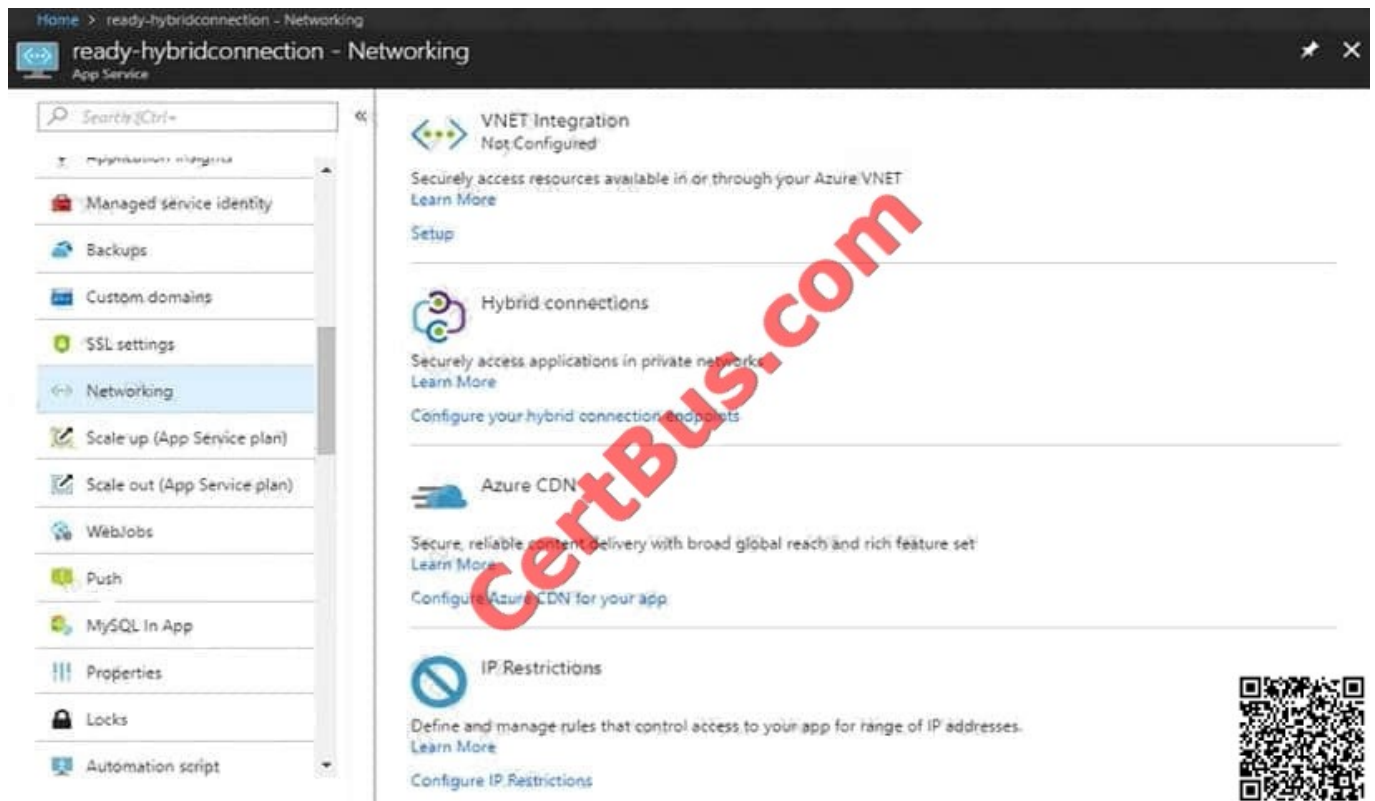 Home > ready-hybridconnection - Networking
ready-hybridconnection - Networking
App Service
Search (Ctrl+
Application Insights
Managed service identity
Backups
Custom domains
SSL settings
Networking
Scale up (App Service plan)
Scale out (App Service plan)
WebJobs
Push
MySQL In App
Properties
Locks
Automation script
VNET Integration
Not Configured
Securely access resources available in or through your Azure VNET
Learn More
Setup
Hybrid connections
Securely access applications in private networks
Learn More
Configure your hybrid connection endpoints
Azure CDN
Secure, reliable content delivery with broad global reach and rich feature set
Learn More
Configure Azure CDN for your app
IP Restrictions
Define and manage rules that control access to your app for range of IP addresses.
Learn More
Configure IP Restrictions
CertBus.com